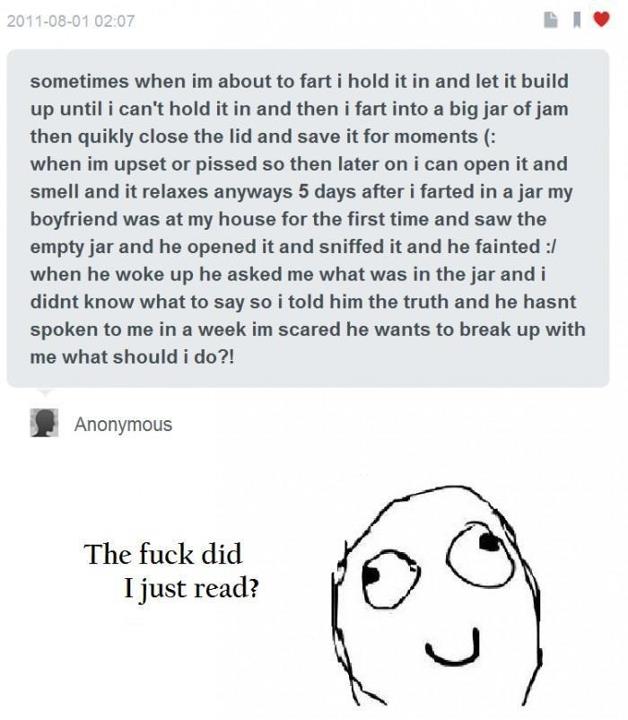 2011-08-01 02:07
sometimes when im about to fart i hold it in and let it build
up until i can't hold it in and then i fart into a big jar of jam
then quikly close the lid and save it for moments (:
when im upset or pissed so then later on i can open it and
smell and it relaxes anyways 5 days after i farted in a jar my
boyfriend was at my house for the first time and saw the
empty jar and he opened it and sniffed it and he fainted :/
when he woke up he asked me what was in the jar and i
didnt know what to say so i told him the truth and he hasnt
spoken to me in a week im scared he wants to break up with
me what should i do?!
Anonymous
The fuck did
I just read?